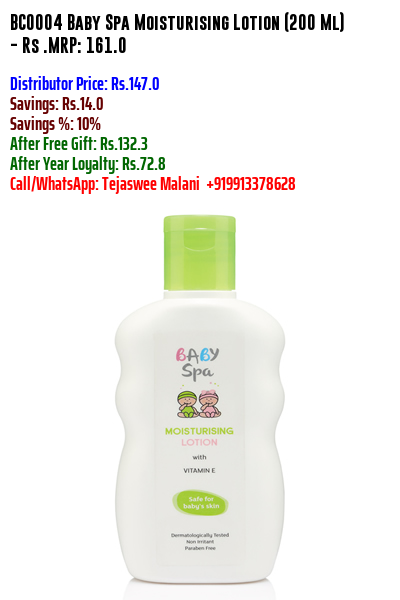 BC0004 Baby Spa Moisturising Lotion (200 Ml)
- Rs .MRP: 161.0
Distributor Price: Rs.147.0
Savings: Rs.14.0
Savings %: 10%
After Free Gift: Rs.132.3
After Year Loyalty: Rs.72.8
Call/WhatsApp: Tejaswee Malani +919913378628
BABY
Spa
MOISTURISING
LOTION
with
VITAMIN E
Safe for
baby's skin
Dermatologically Tested
Non Irritant
Paraben Free